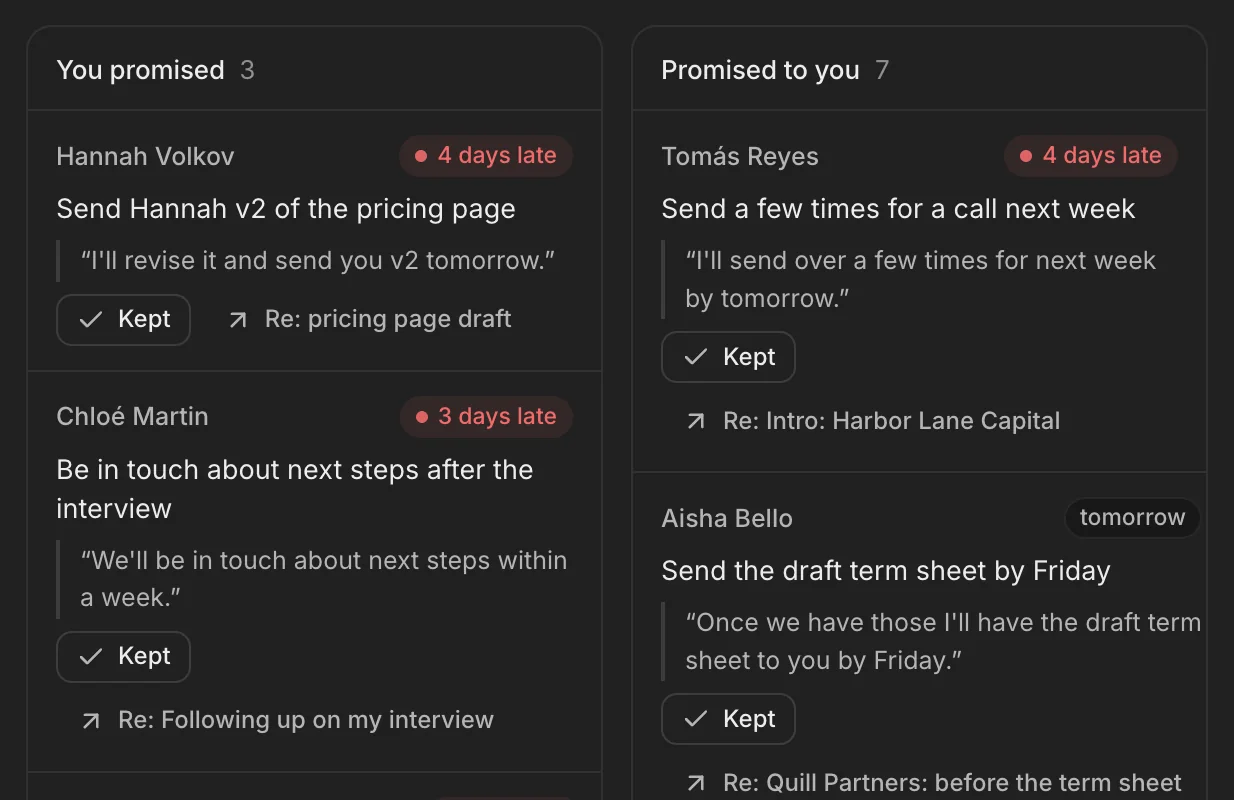 You promised 3
Hannah Volkov 4 days late
Send Hannah v2 of the pricing page
“I'll revise it and send you v2 tomorrow.”
Kept Re: pricing page draft
Chloé Martin 3 days late
Be in touch about next steps after the
interview
“We'll be in touch about next steps within
a week.”
Kept
Re: Following up on my interview
Promised to you 7
Tomás Reyes 4 days late
Send a few times for a call next week
“I'll send over a few times for next week
by tomorrow.”
Kept
Re: Intro: Harbor Lane Capital
Aisha Bello tomorrow
Send the draft term sheet by Friday
“Once we have those I'll have the draft term
sheet to you by Friday.”
Kept
Re: Quill Partners: before the term sheet